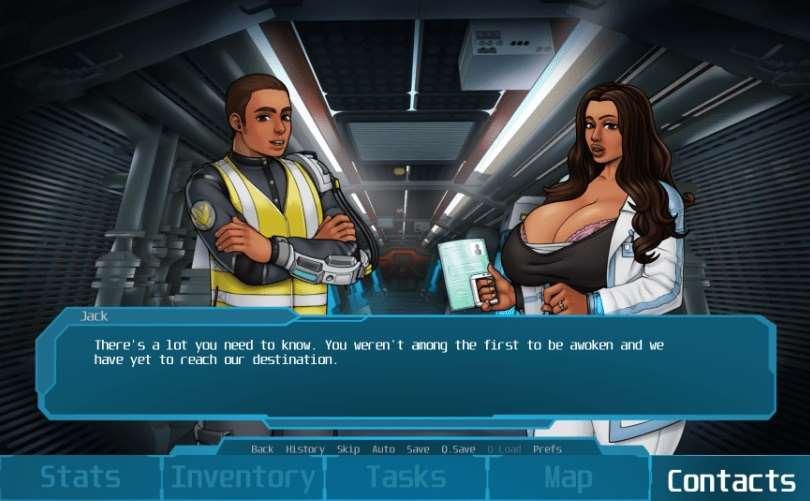 Jack
There's a lot you need to know. You weren't among the first to be awoken and we
have yet to reach our destination.
Back History Skip Auto Save Q.Save Q.Load Prefs
Stats Inventory Tasks Map Contacts